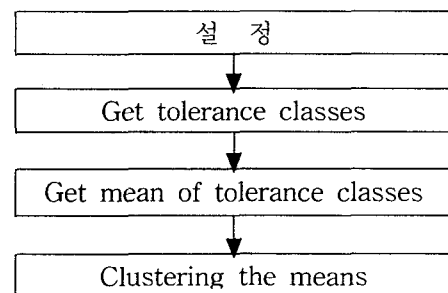 설 정
Get tolerance classes
Get mean of tolerance classes
Clustering the means